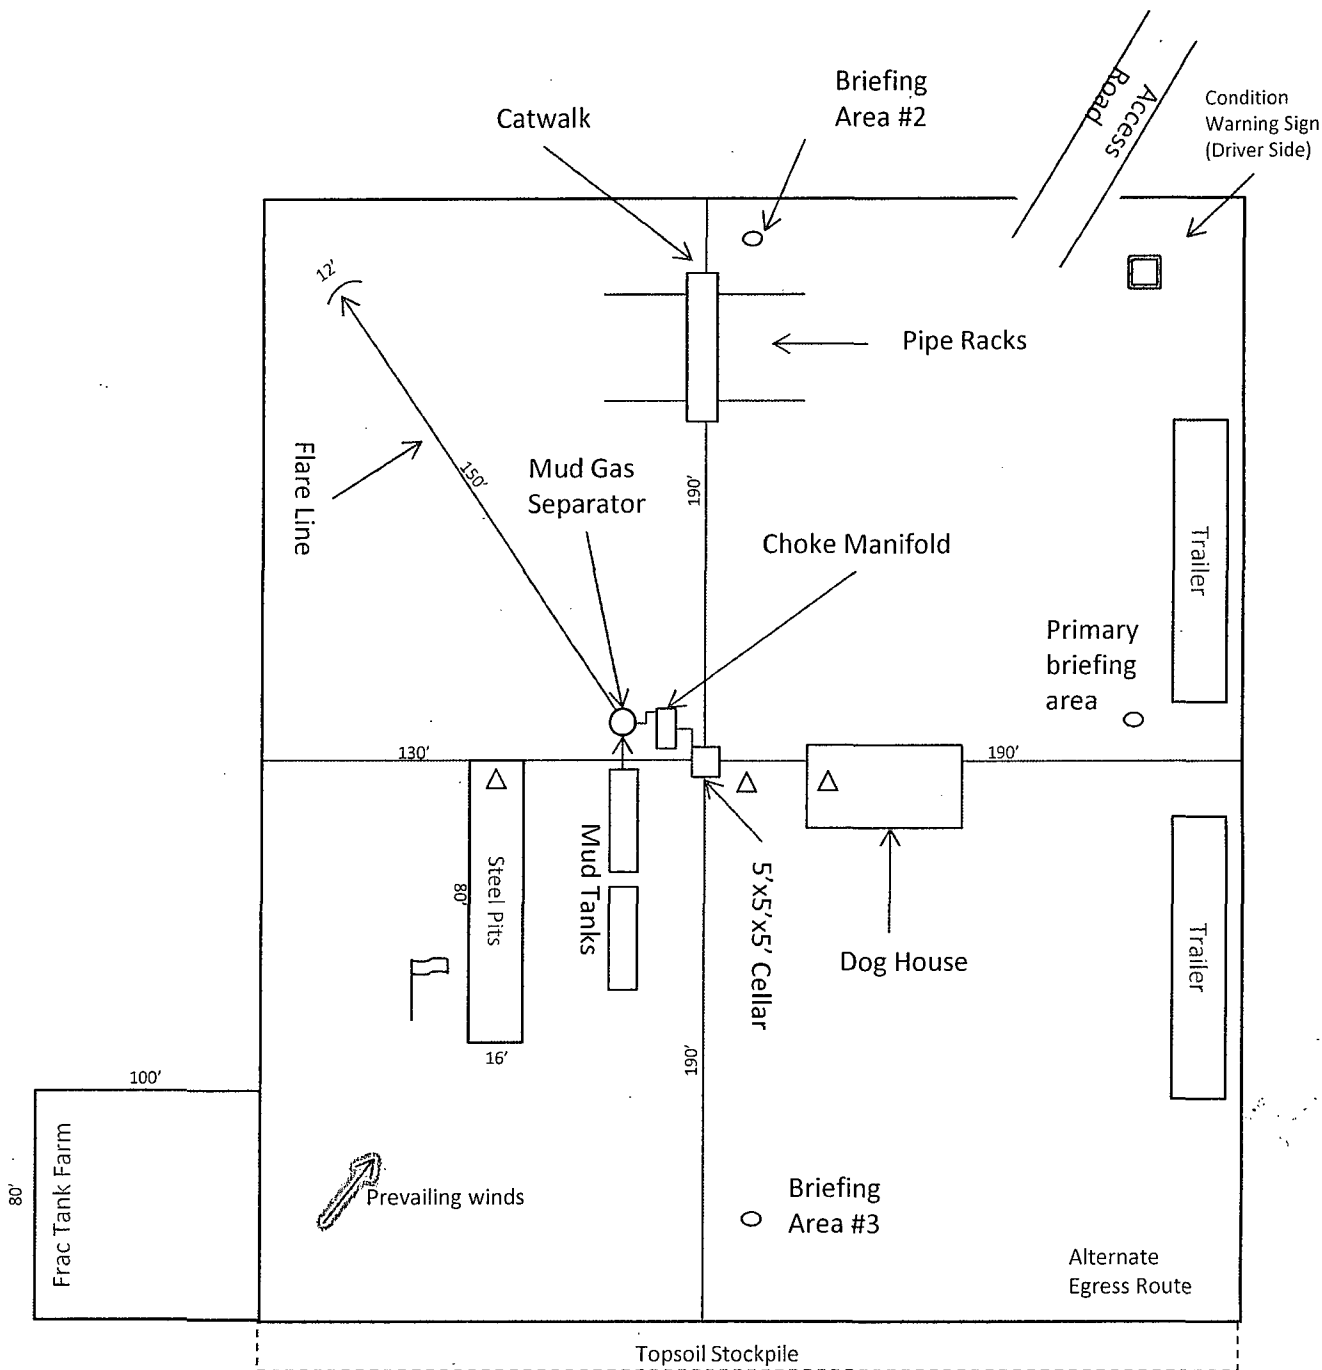 Briefing
Area #2
Catwalk
Access
Road
Condition
Warning Sign
(Driver Side)
12'
Pipe Racks
Flare Line
150'
Mud Gas
Separator
190'
Choke Manifold
Trailer
Primary
briefing
area
130'
190'
Steel Pits
80'
Mud Tanks
5'x5'x5' Cellar
Dog House
Trailer
16'
190'
100'
Frac Tank Farm
80'
Prevailing winds
Briefing
Area #3
Alternate
Egress Route
Topsoil Stockpile